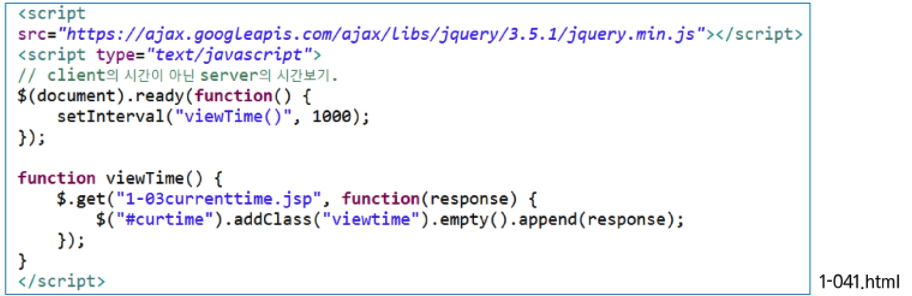 <script
src="https://ajax.googleapis.com/ajax/libs/jquery/3.5.1/jquery.min.js"></script>
<script type="text/javascript">
// client의 시간이 아닌 server의 시간보기.
$(document).ready(function() {
    setInterval("viewTime()", 1000);
});

function viewTime() {
    $.get("1-03currenttime.jsp", function(response) {
        $("#curtime").addClass("viewtime").empty().append(response);
    });
}
</script>
1-041.html